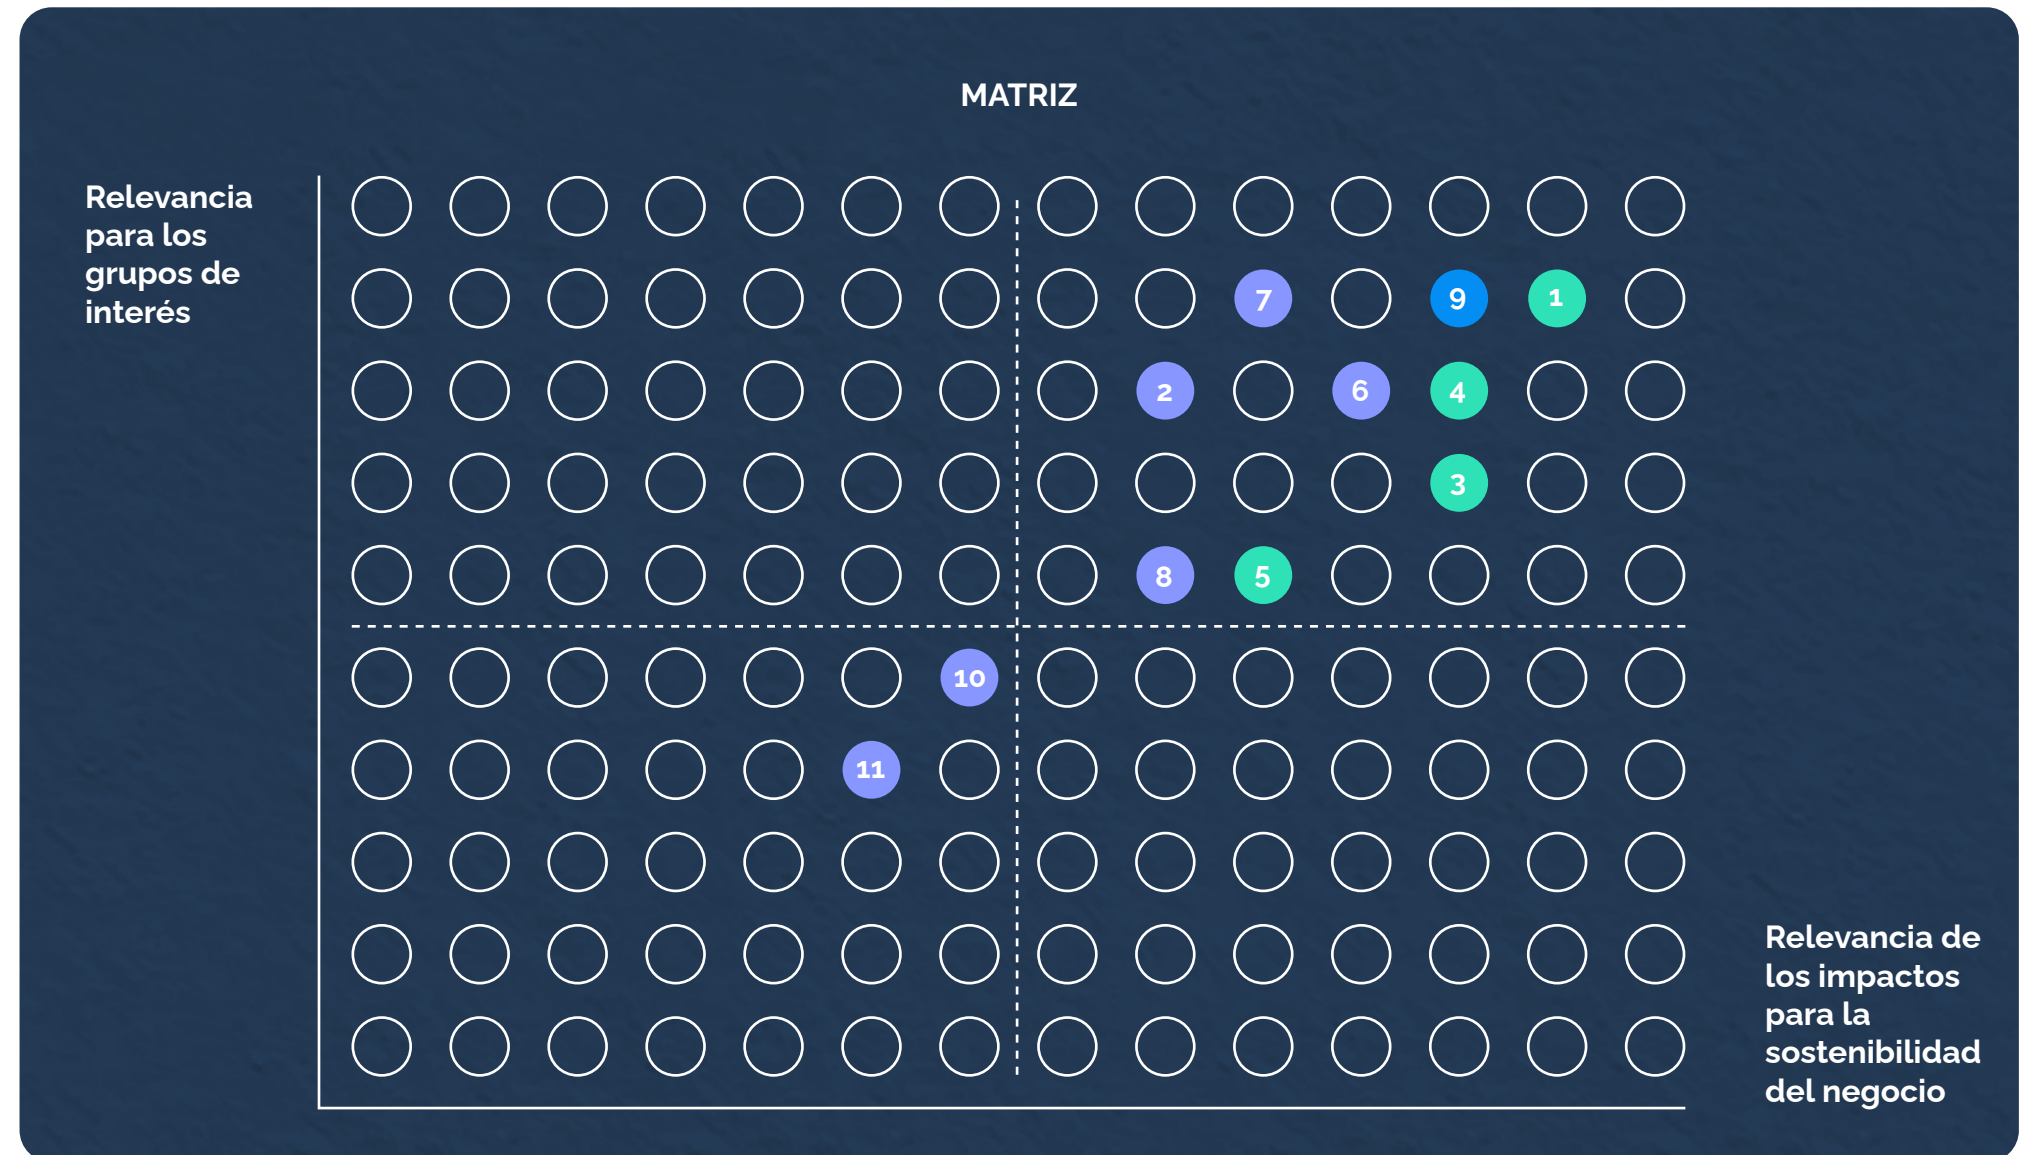 MATRIZ
Relevancia
para los
grupos de
interés
7
9
1
2
6
4
3
8
5
10
11
Relevancia de
los impactos
para la
sostenibilidad
del negocio